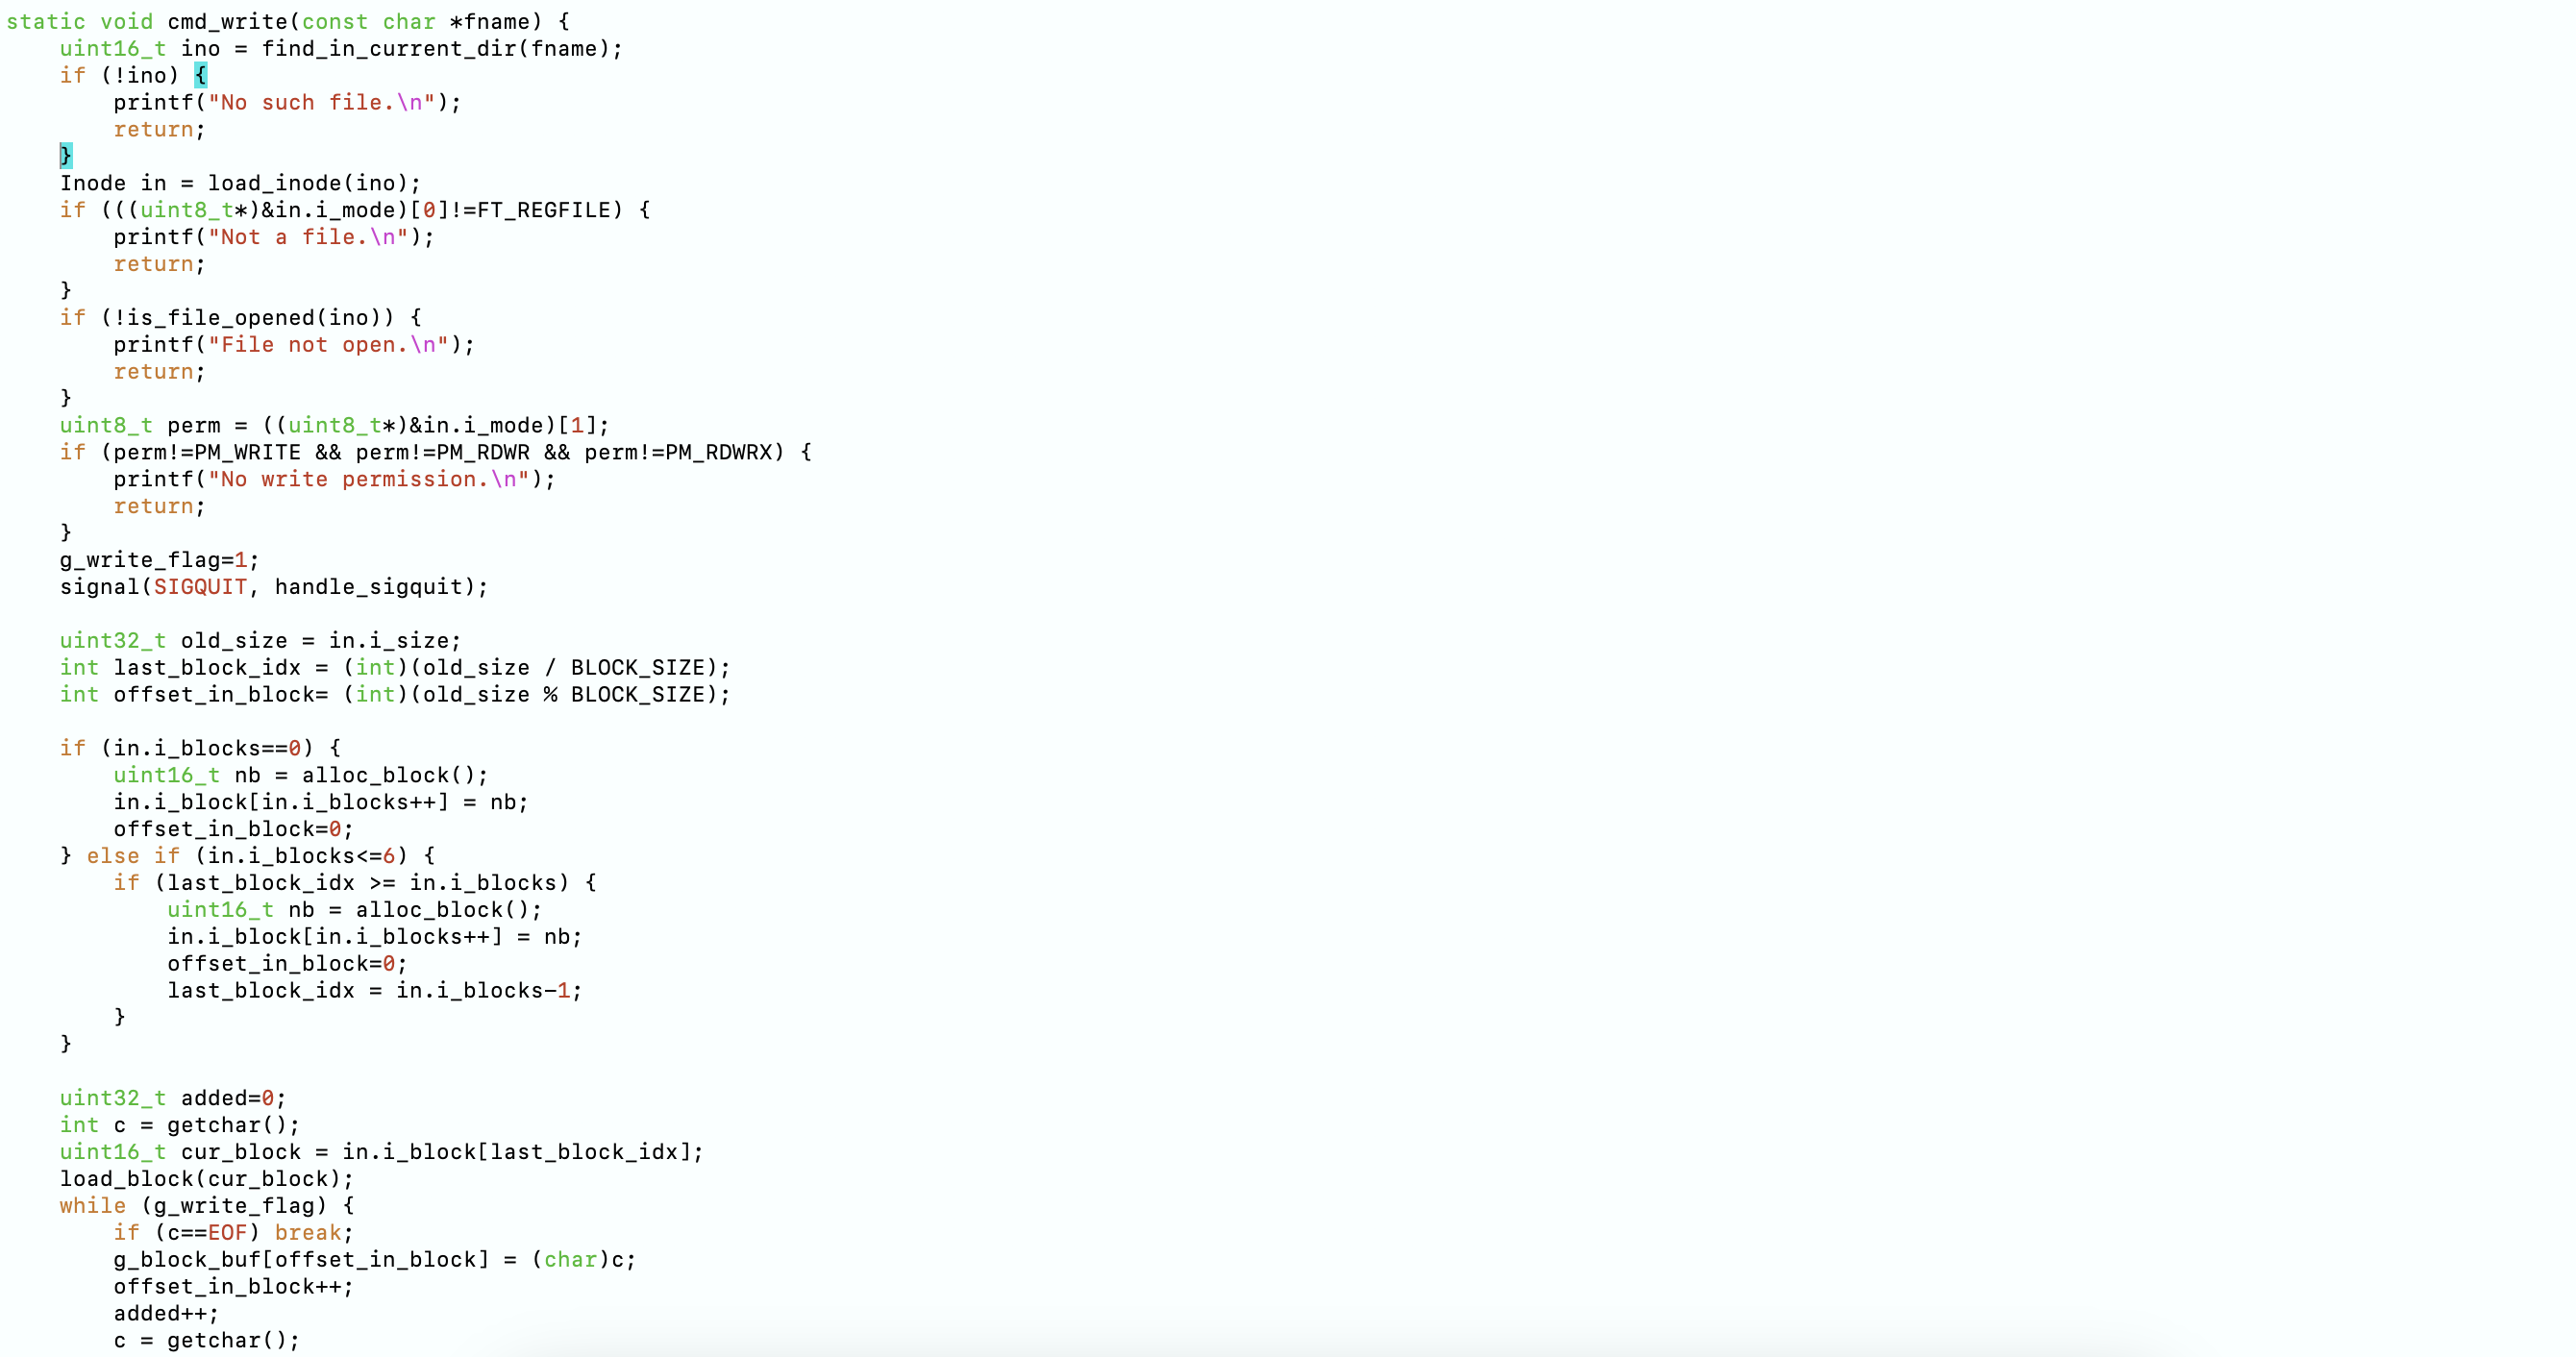 static void cmd_write(const char *fname) {
    uint16_t ino = find_in_current_dir(fname);
    if (!ino) {
        printf("No such file.\n");
        return;
    }
    Inode in = load_inode(ino);
    if (((uint8_t*)&in.i_mode)[0]!=FT_REGFILE) {
        printf("Not a file.\n");
        return;
    }
    if (!is_file_opened(ino)) {
        printf("File not open.\n");
        return;
    }
    uint8_t perm = ((uint8_t*)&in.i_mode)[1];
    if (perm!=PM_WRITE && perm!=PM_RDWR && perm!=PM_RDWRX) {
        printf("No write permission.\n");
        return;
    }
    g_write_flag=1;
    signal(SIGQUIT, handle_sigquit);

    uint32_t old_size = in.i_size;
    int last_block_idx = (int)(old_size / BLOCK_SIZE);
    int offset_in_block= (int)(old_size % BLOCK_SIZE);

    if (in.i_blocks==0) {
        uint16_t nb = alloc_block();
        in.i_block[in.i_blocks++] = nb;
        offset_in_block=0;
    } else if (in.i_blocks<=6) {
        if (last_block_idx >= in.i_blocks) {
            uint16_t nb = alloc_block();
            in.i_block[in.i_blocks++] = nb;
            offset_in_block=0;
            last_block_idx = in.i_blocks-1;
        }
    }

    uint32_t added=0;
    int c = getchar();
    uint16_t cur_block = in.i_block[last_block_idx];
    load_block(cur_block);
    while (g_write_flag) {
        if (c==EOF) break;
        g_block_buf[offset_in_block] = (char)c;
        offset_in_block++;
        added++;
        c = getchar();